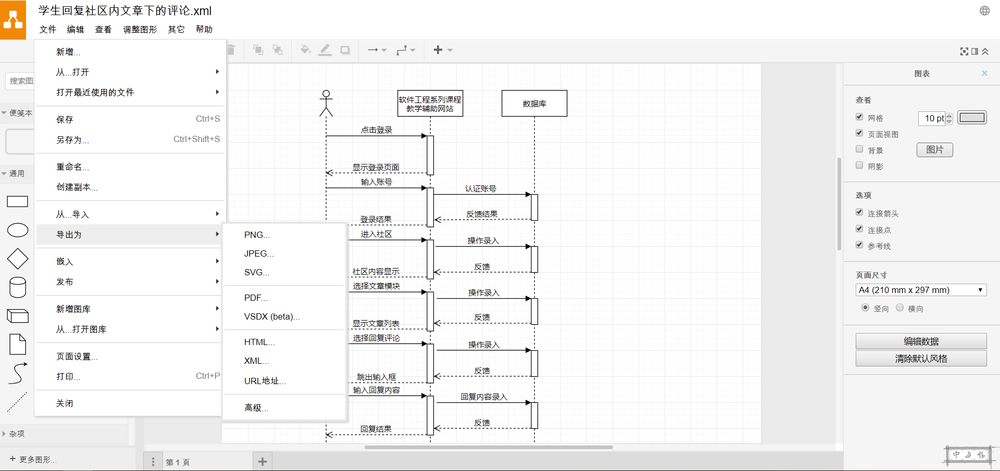 学生回复社区内文章下的评论.xml
文件 编辑 查看 调整图形 其它 帮助
新增...
从...打开
打开最近使用的文件
保存 Ctrl+S
另存为... Ctrl+Shift+S
重命名...
创建副本...
从...导入
导出为
嵌入
发布
新增图库
从...打开图库
页面设置...
打印... Ctrl+P
关闭
PNG...
JPEG...
SVG...
PDF...
VSDX (beta)...
HTML...
XML...
URL地址...
高级...
搜索图
便笺本
通用
杂项
+ 更多图形...
软件工程系列课程
教学辅助网站
数据库
点击登录
显示登录页面
输入账号
认证账号
反馈结果
登录结果
进入社区
操作录入
反馈
社区内容显示
选择文章模块
操作录入
反馈
显示文章列表
选择回复评论
操作录入
反馈
跳出输入框
输入回复内容
回复内容录入
反馈
回复结果
第 1 页
图表
查看
网格 10 pt
页面视图
背景 图片
阴影
选项
连接箭头
连接点
参考线
页面尺寸
A4 (210 mm x 297 mm)
竖向 横向
编辑数据
清除默认风格
中